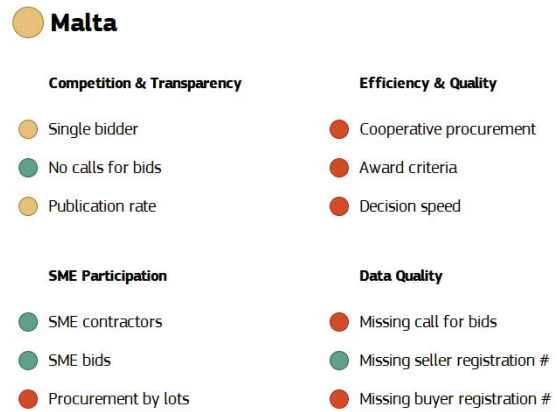 Malta
Competition & Transparency
Single bidder
No calls for bids
Publication rate
Efficiency & Quality
Cooperative procurement
Award criteria
Decision speed
SME Participation
SME contractors
SME bids
Procurement by lots
Data Quality
Missing call for bids
Missing seller registration #
Missing buyer registration #